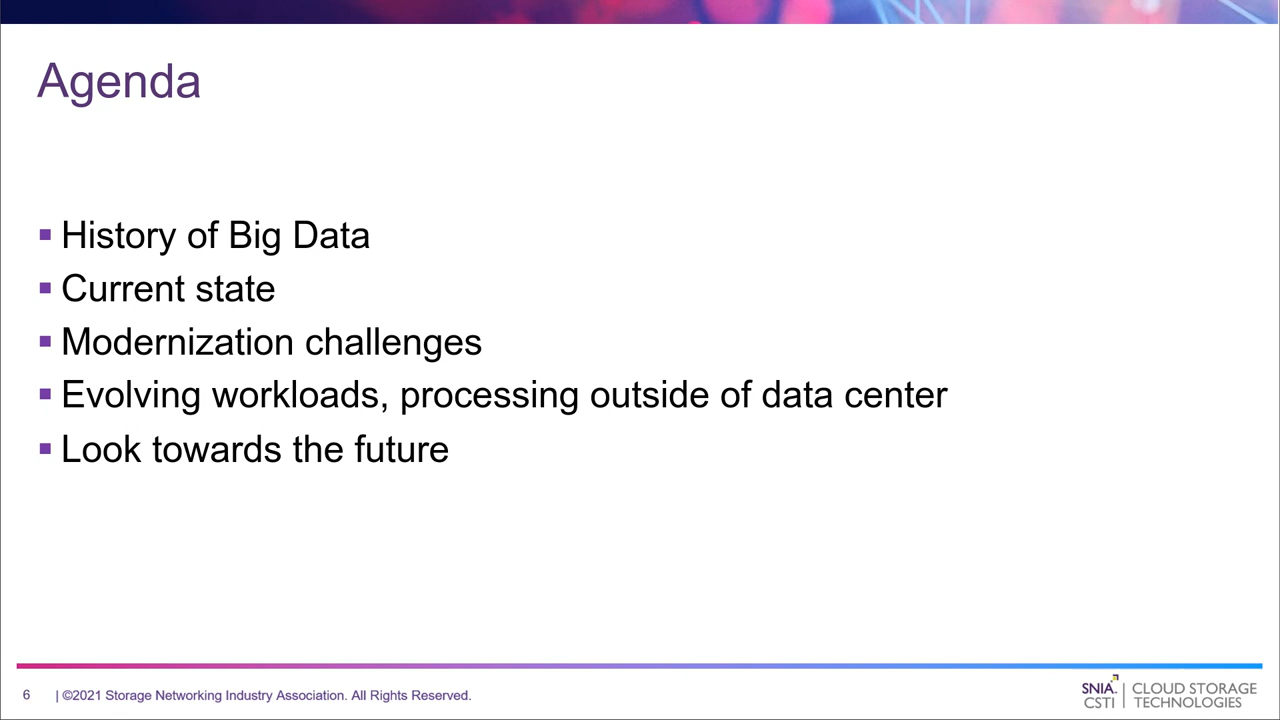 Agenda
▪ History of Big Data
▪ Current state
▪ Modernization challenges
▪ Evolving workloads, processing outside of data center
▪ Look towards the future
6 | ©2021 Storage Networking Industry Association. All Rights Reserved.
SNIA. | CLOUD STORAGE
CSTI | TECHNOLOGIES